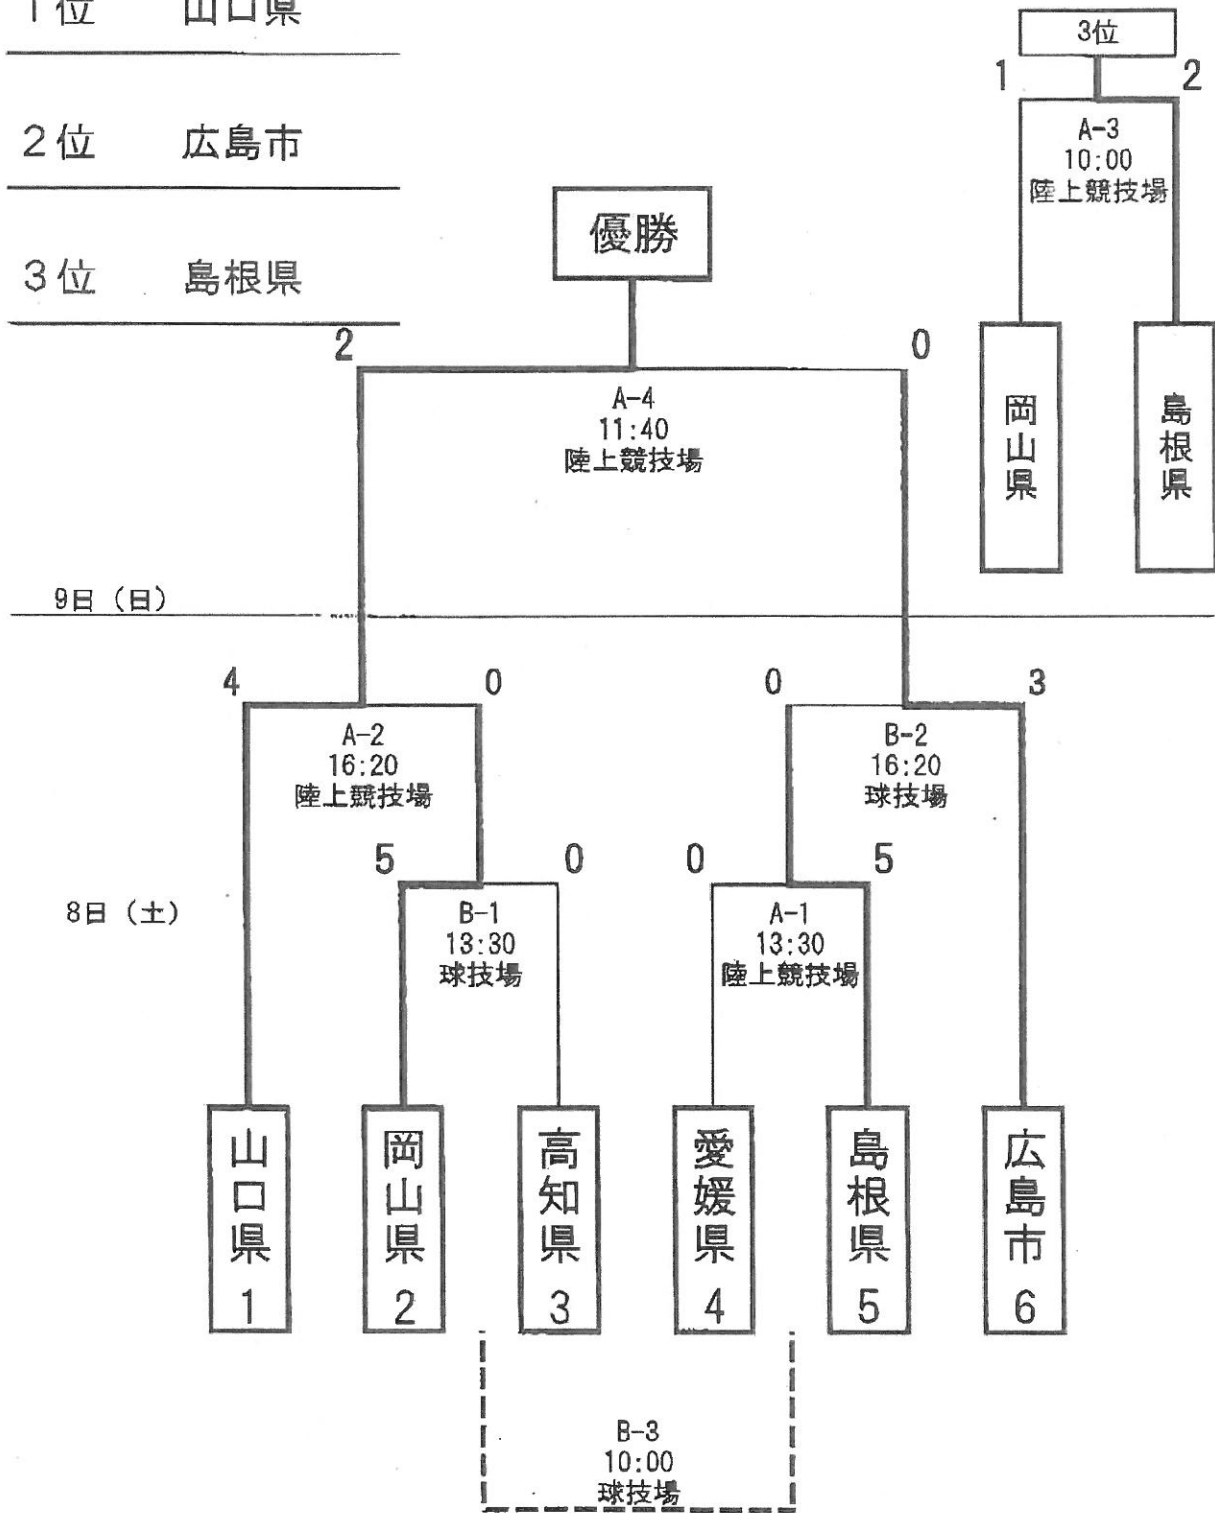 1位 山口県
2位 広島市
3位 島根県
3位
1 2
A-3
10:00
陸上競技場
岡山県
島根県
優勝
2 0
A-4
11:40
陸上競技場
9日（日）
4 0 0 3
A-2
16:20
陸上競技場
B-2
16:20
球技場
5 0 0 5
8日（土）
B-1
13:30
球技場
A-1
13:30
陸上競技場
山口県 1
岡山県 2
高知県 3
愛媛県 4
島根県 5
広島市 6
B-3
10:00
球技場